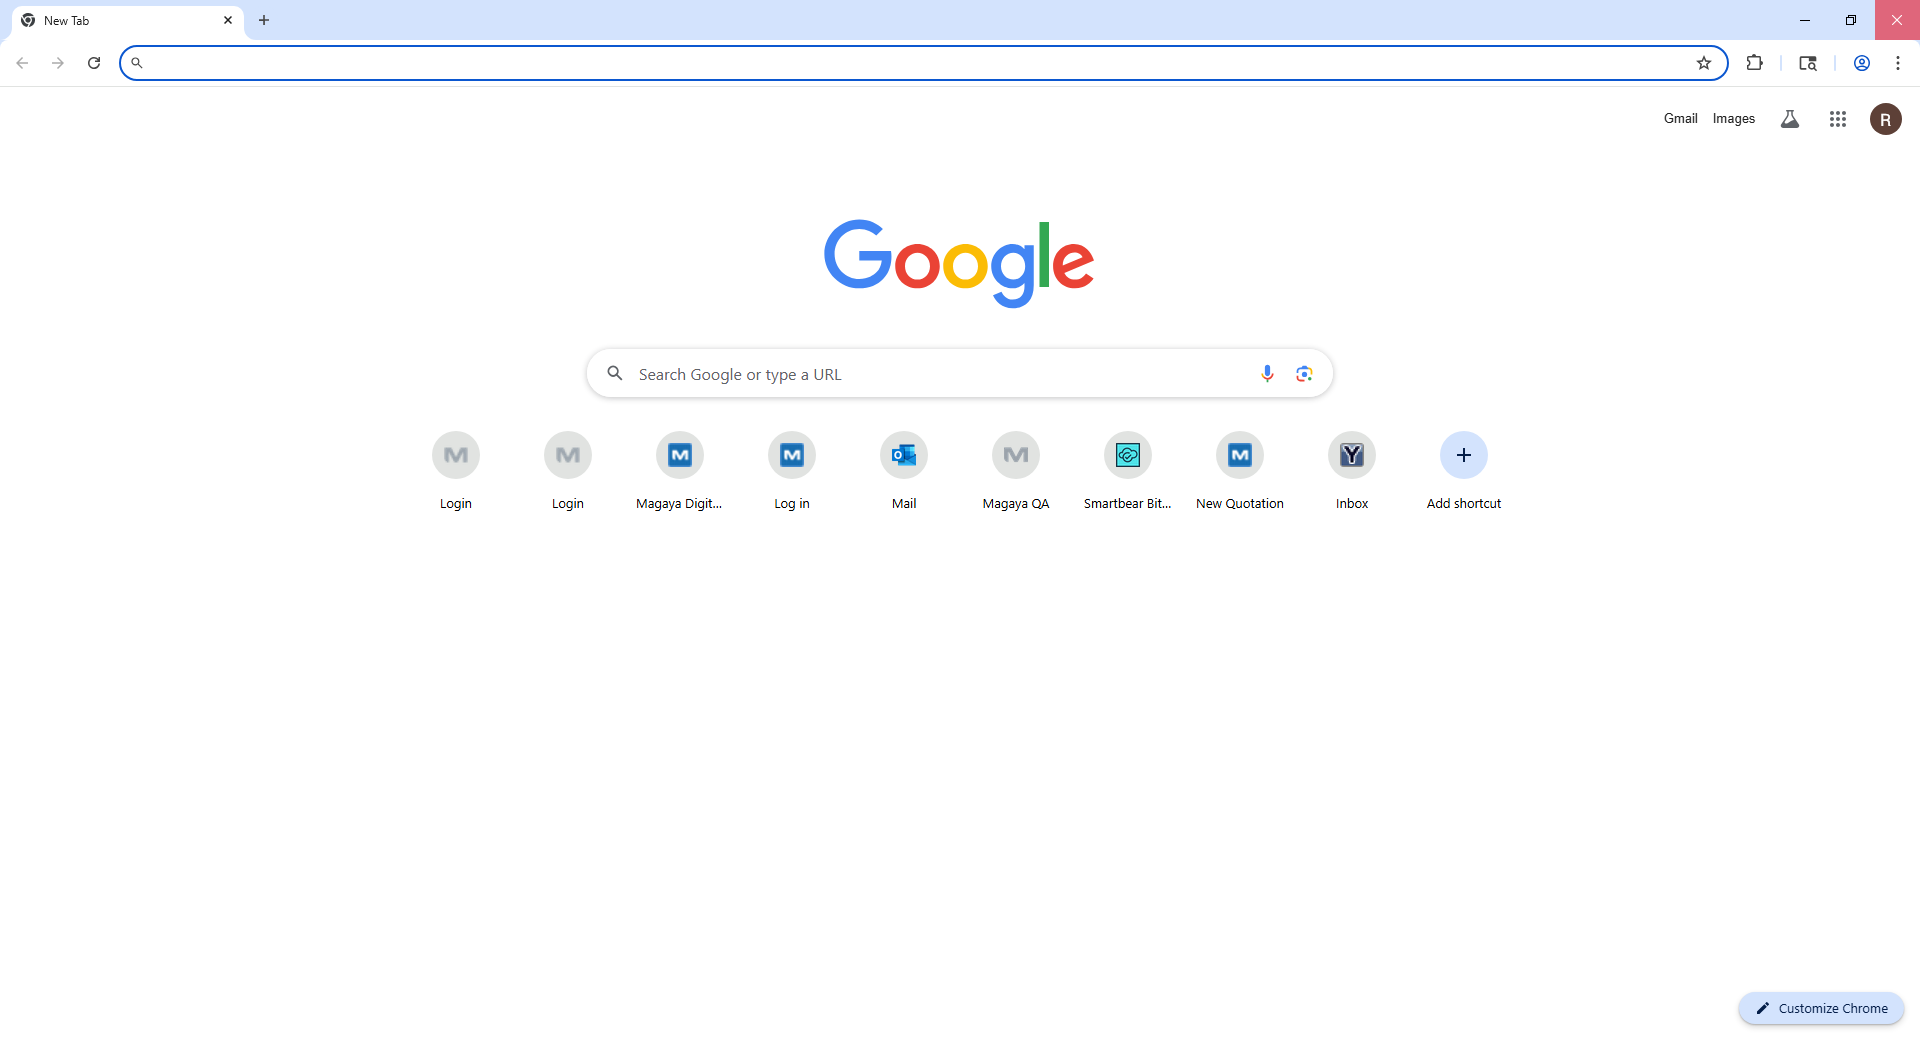 New Tab
Gmail Images
R
Google
Search Google or type a URL
Login
Login
Magaya Digit...
Log in
Mail
Magaya QA
Smartbear Bit...
New Quotation
Inbox
Add shortcut
Customize Chrome